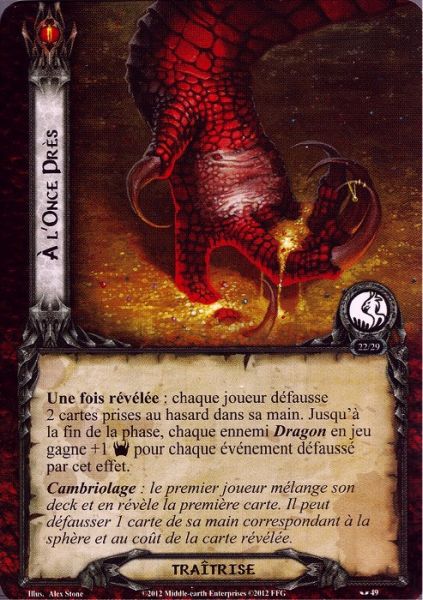 À L'ONCE PRÈS
22/29
Une fois révélée : chaque joueur défausse
2 cartes prises au hasard dans sa main. Jusqu'à
la fin de la phase, chaque ennemi Dragon en jeu
gagne +1 pour chaque événement défaussé
par cet effet.
Cambriolage : le premier joueur mélange son
deck et en révèle la première carte. Il peut
défausser 1 carte de sa main correspondant à la
sphère et au coût de la carte révélée.
TRAÎTRISE
Illus. Alex Stone ©2012 Middle-earth Enterprises ©2012 FFG 49